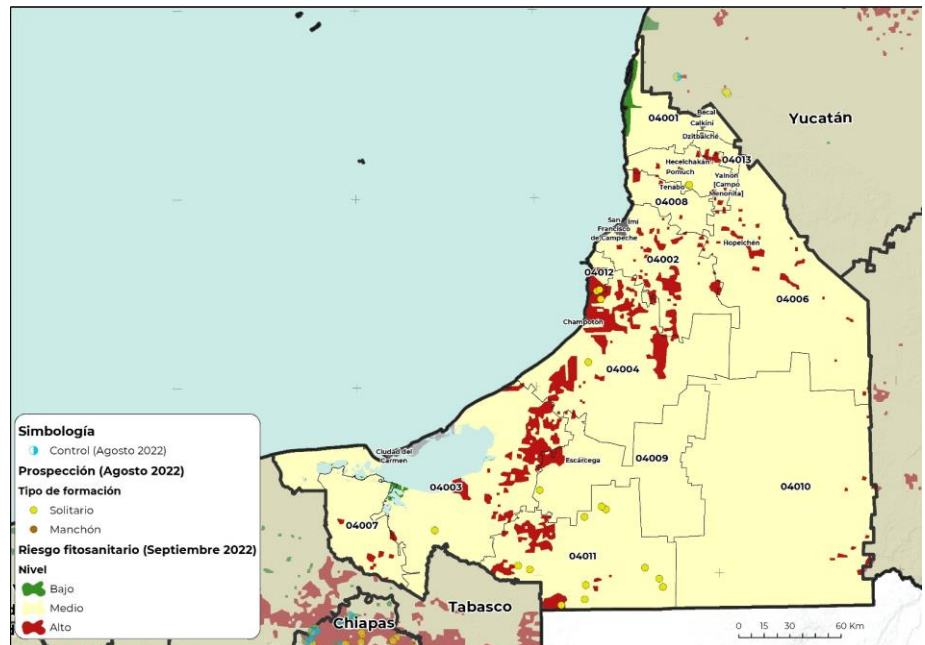 Yucatán
Becal
04001
Calkiní
Dzitbalché
04013
Hecelchakán
Pomuch
Yalnón
[Campo
Menonita]
Tenabo
04008
San
Francisco
de Campeche
Imí
Hopelchén
04002
04012
04006
Champotón
04004
Ciudad del
Carmen
Escárcega
04009
04003
04010
04007
04011
Tabasco
Chiapas
Simbología
Control (Agosto 2022)
Prospección (Agosto 2022)
Tipo de formación
Solitario
Manchón
Riesgo fitosanitario (Septiembre 2022)
Nivel
Bajo
Medio
Alto
0 15 30 60 Km